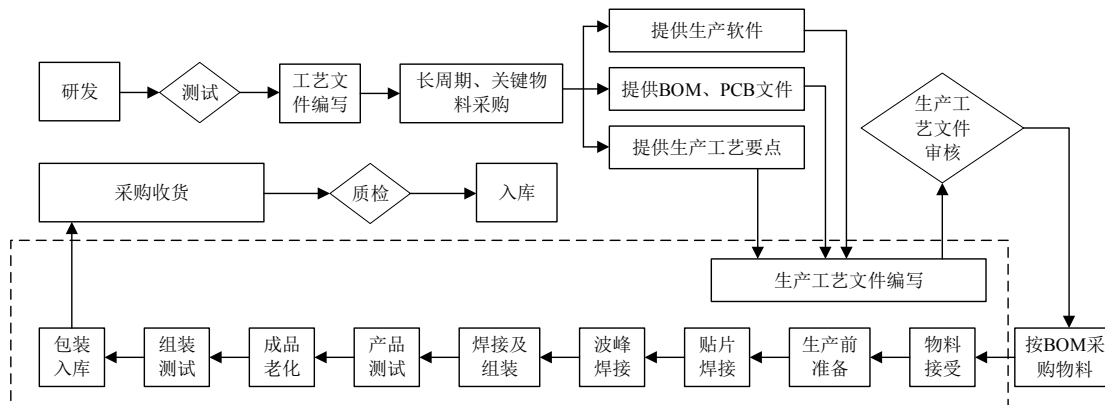 提供生产软件
研发
测试
工艺文
件编写
长周期、关键物
料采购
提供BOM、PCB文件
提供生产工艺要点
生产工
艺文件
审核
采购收货
质检
入库
生产工艺文件编写
包装
入库
组装
测试
成品
老化
产品
测试
焊接及
组装
波峰
焊接
贴片
焊接
生产前
准备
物料
接受
按BOM采
购物料